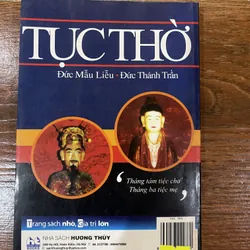 TỤC THỜ
Đức Mẫu Liễu - Đức Thánh Trần
‘ Tháng tám tiệc cha
Tháng ba tiệc mẹ ’
Trang sách nhỏ, Giá trị lớn
NHÀ SÁCH HƯƠNG THỦY